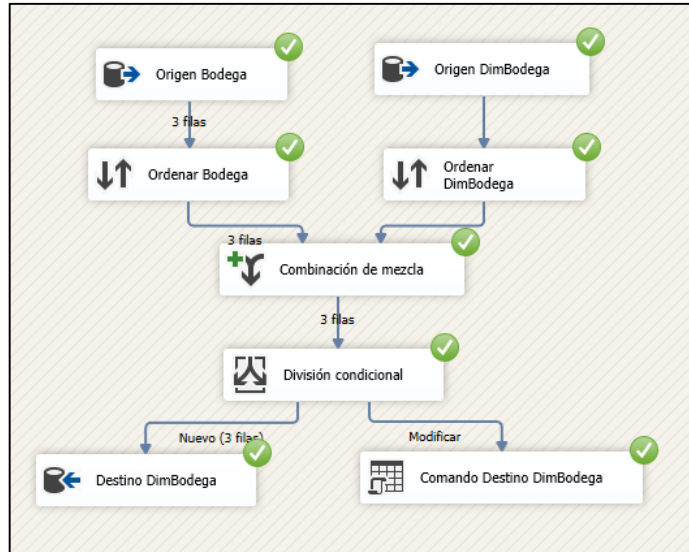 Origen Bodega
Origen DimBodega
3 filas
Ordenar Bodega
Ordenar
DimBodega
3 filas
Combinación de mezcla
3 filas
División condicional
Nuevo (3 filas)
Modificar
Destino DimBodega
Comando Destino DimBodega